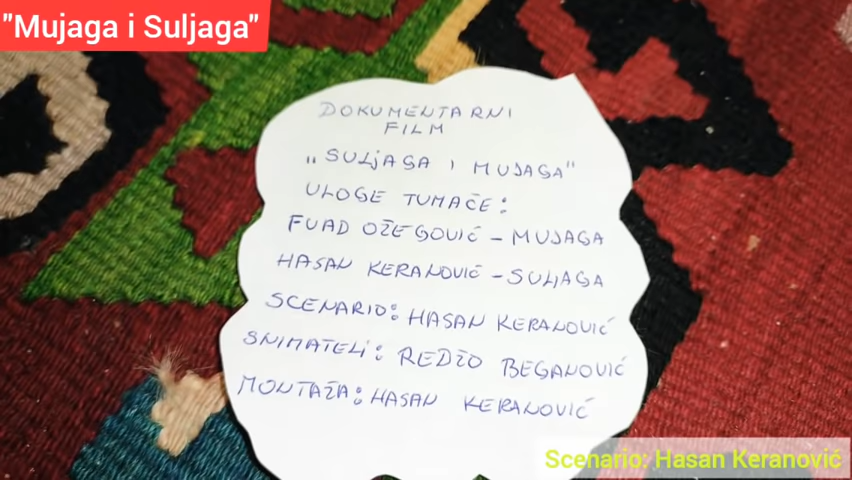 "Mujaga i Suljaga"
DOKUMENTARNI
FILM
„SULJAGA I MUJAGA"
ULOGE TUMAČE:
FUAD OŽEGOVIĆ - MUJAGA
HASAN KERANOVIĆ - SULJAGA
SCENARIO: HASAN KERANOVIĆ
SNIMATELJ: REDŽO BEGANOVIĆ
MONTAŽA: HASAN KERANOVIĆ
Scenario: Hasan Keranović